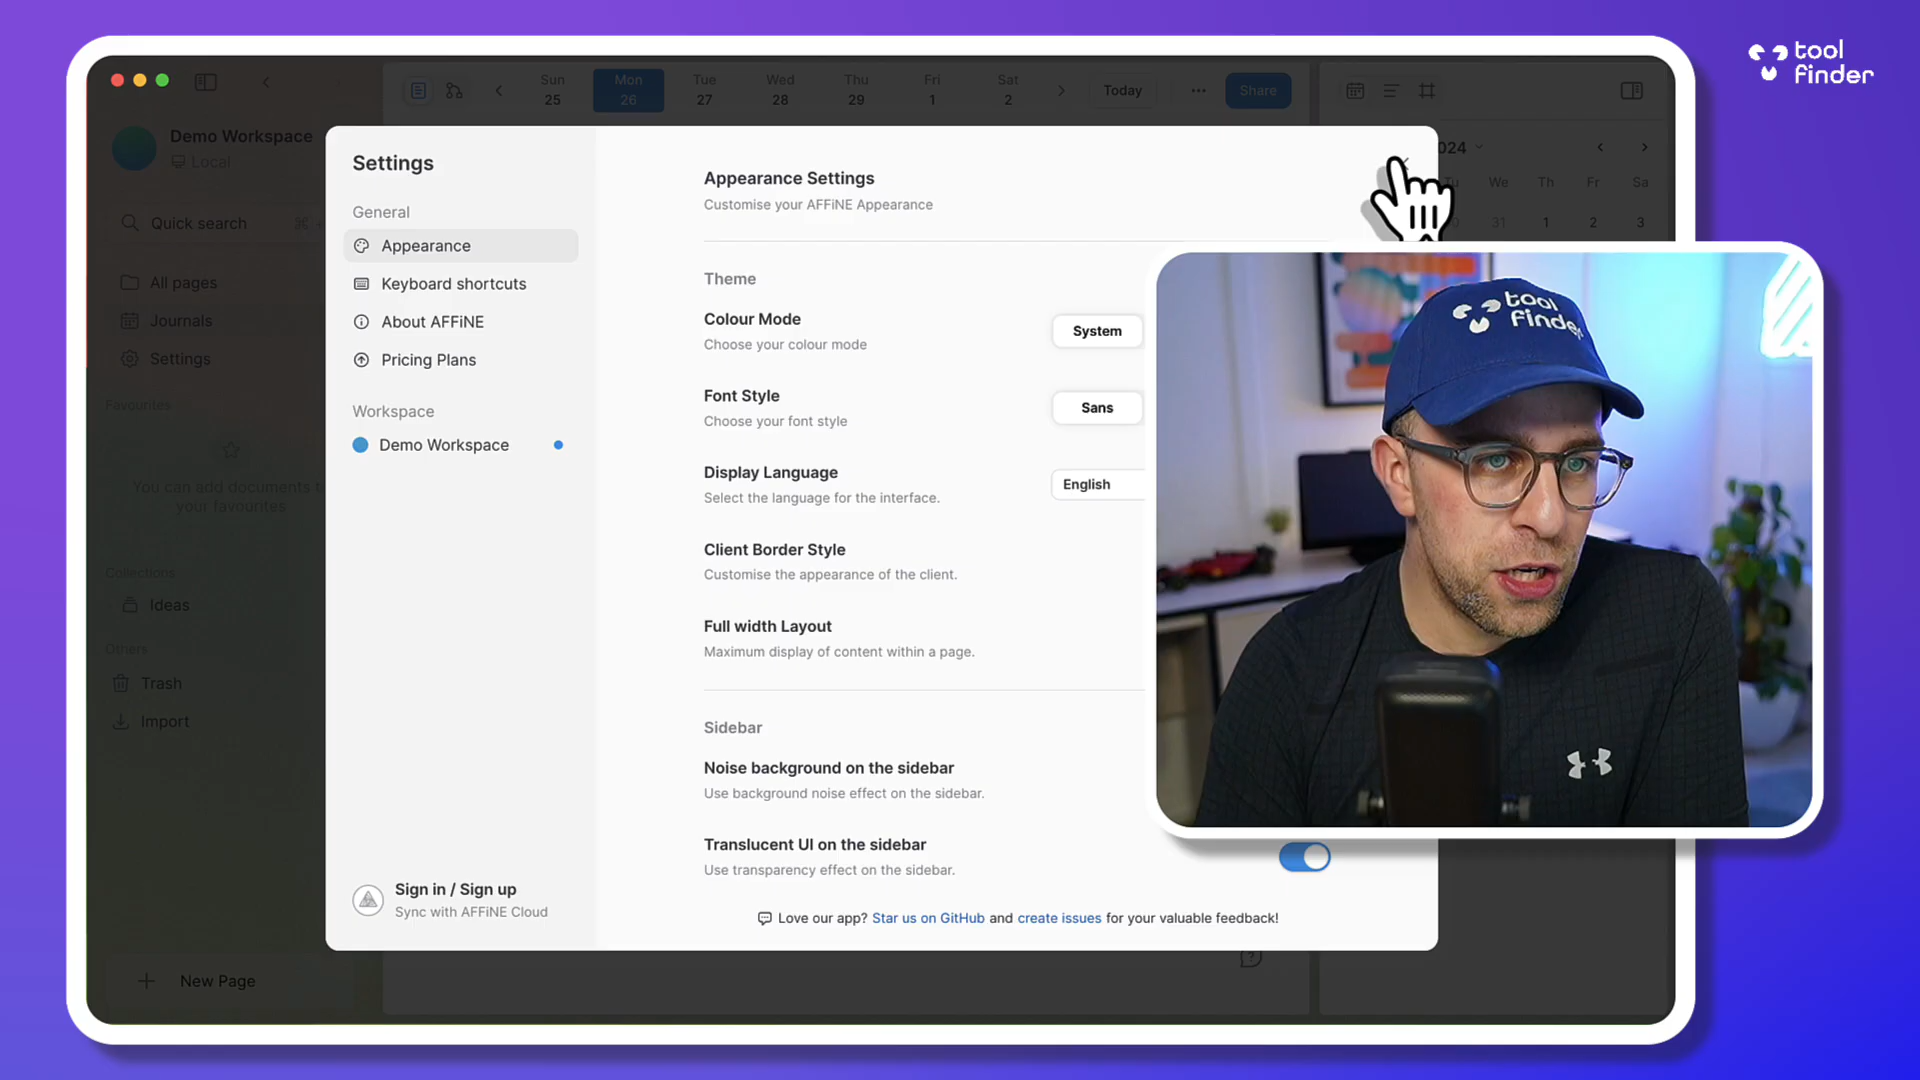 tool
finder
Sun
25
Mon
26
Tue
27
Wed
28
Thu
29
Fri
1
Sat
2
Today
Share
Demo Workspace
Local
Quick search
All pages
Journals
Settings
Favourites
You can add documents t
your favourites
Collections
Ideas
Others
Trash
Import
New Page
Settings
General
Appearance
Keyboard shortcuts
About AFFiNE
Pricing Plans
Workspace
Demo Workspace
Sign in / Sign up
Sync with AFFiNE Cloud
Appearance Settings
Customise your AFFiNE Appearance
Theme
Colour Mode
Choose your colour mode
System
Font Style
Choose your font style
Sans
Display Language
Select the language for the interface.
English
Client Border Style
Customise the appearance of the client.
Full width Layout
Maximum display of content within a page.
Sidebar
Noise background on the sidebar
Use background noise effect on the sidebar.
Translucent UI on the sidebar
Use transparency effect on the sidebar.
Love our app? Star us on GitHub and create issues for your valuable feedback!
024
Tu We Th Fr Sa
31 1 2 3
tool
finder